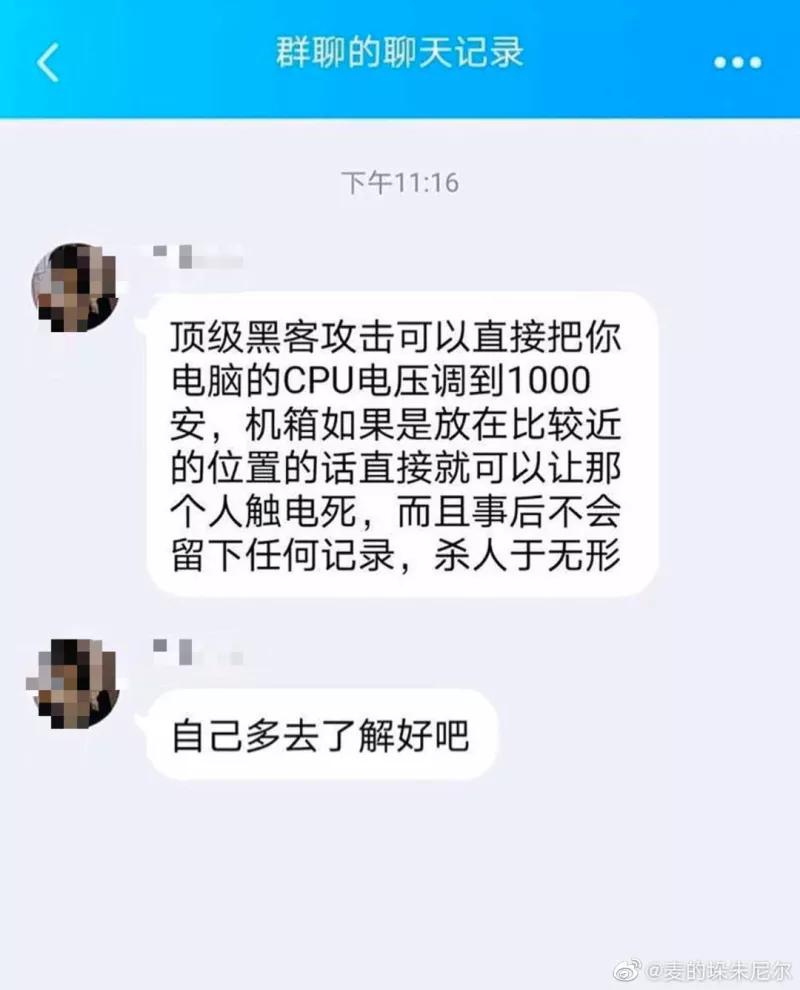 群聊的聊天记录
下午11:16
顶级黑客攻击可以直接把你
电脑的CPU电压调到1000
安，机箱如果是放在比较近
的位置的话直接就可以让那
个人触电死，而且事后不会
留下任何记录，杀人于无形
自己多去了解好吧
@麦的垛朱尼尔